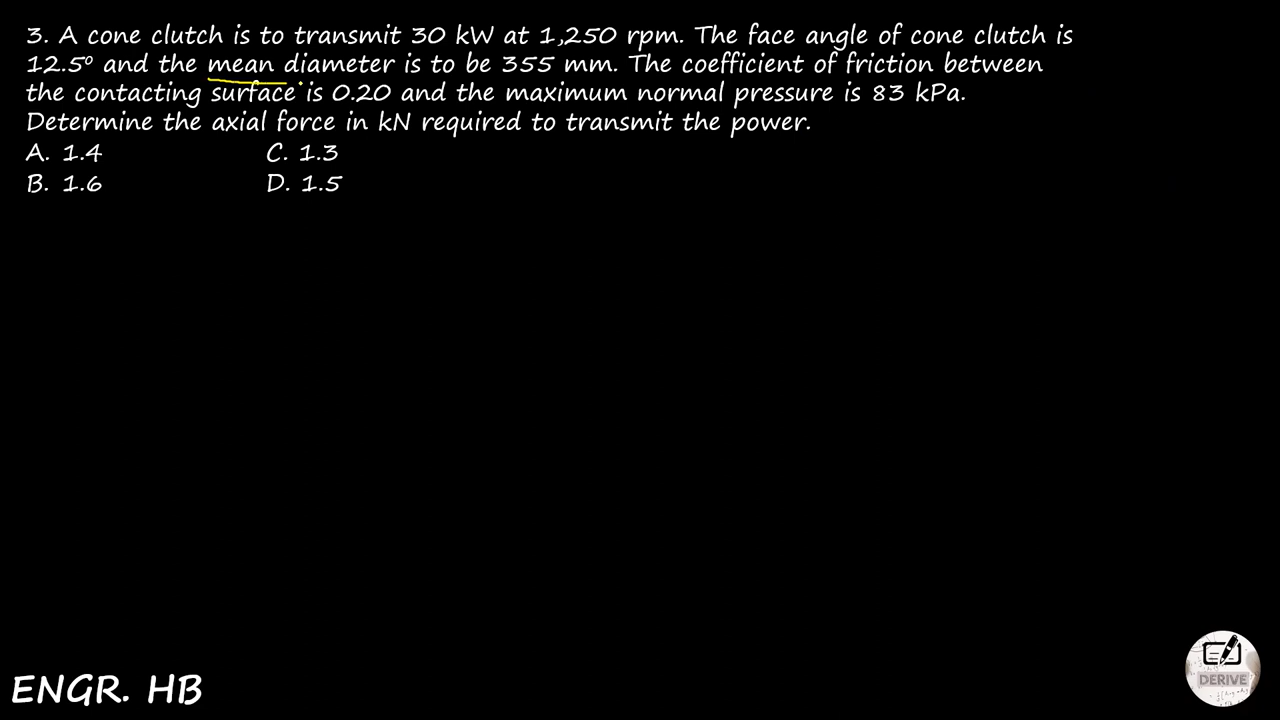 3. A cone clutch is to transmit 30 kW at 1,250 rpm. The face angle of cone clutch is
12.5° and the mean diameter is to be 355 mm. The coefficient of friction between
the contacting surface is 0.20 and the maximum normal pressure is 83 kPa.
Determine the axial force in kN required to transmit the power.
A. 1.4 C. 1.3
B. 1.6 D. 1.5
ENGR. HB
DERIVE